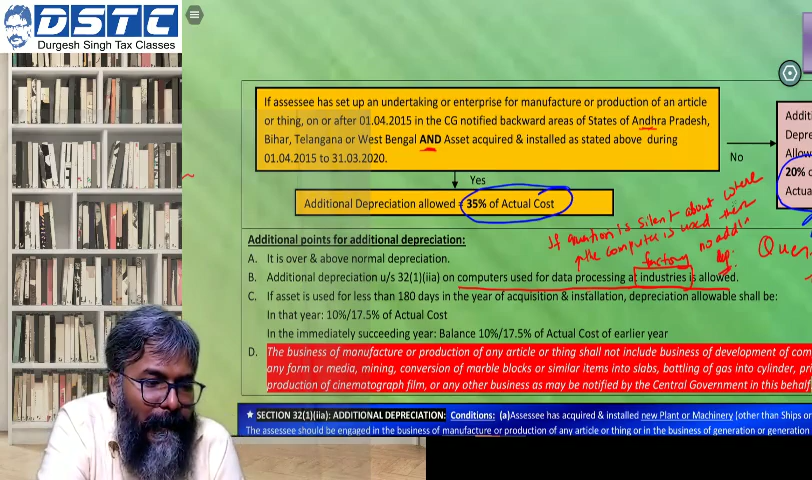 DSTC
Durgesh Singh Tax Classes
If assessee has set up an undertaking or enterprise for manufacture or production of an article
or thing, on or after 01.04.2015 in the CG notified backward areas of States of Andhra Pradesh,
Bihar, Telangana or West Bengal AND Asset acquired & installed as stated above during
01.04.2015 to 31.03.2020.
No
Additi
Depre
Allow
20% o
Actua
Yes
Additional Depreciation allowed = 35% of Actual Cost
If question is silent about where
the computer is used then
factory no addl
dep.
Ques
Additional points for additional depreciation:
A. It is over & above normal depreciation.
B. Additional depreciation u/s 32(1)(iia) on computers used for data processing at industries is allowed.
C. If asset is used for less than 180 days in the year of acquisition & installation, depreciation allowable shall be:
In that year: 10%/17.5% of Actual Cost
In the immediately succeeding year: Balance 10%/17.5% of Actual Cost of earlier year
D. The business of manufacture or production of any article or thing shall not include business of development of com
any form or media, mining, conversion of marble blocks or similar items into slabs, bottling of gas into cylinder, pri
production of cinematograph film, or any other business as may be notified by the Central Government in this behalf
★ SECTION 32(1)(iia): ADDITIONAL DEPRECIATION: Conditions: (a)Assessee has acquired & installed new Plant or Machinery (other than Ships or
The assessee should be engaged in the business of manufacture or production of any article or thing or in the business of generation or generation